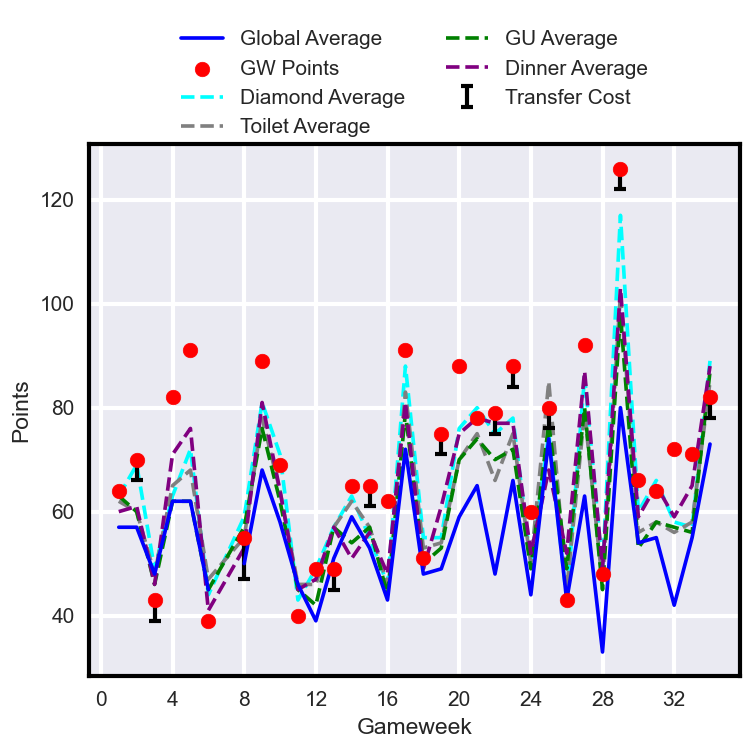 Global Average
GW Points
Diamond Average
Toilet Average
GU Average
Dinner Average
Transfer Cost
120
100
80
60
40
Points
0 4 8 12 16 20 24 28 32
Gameweek